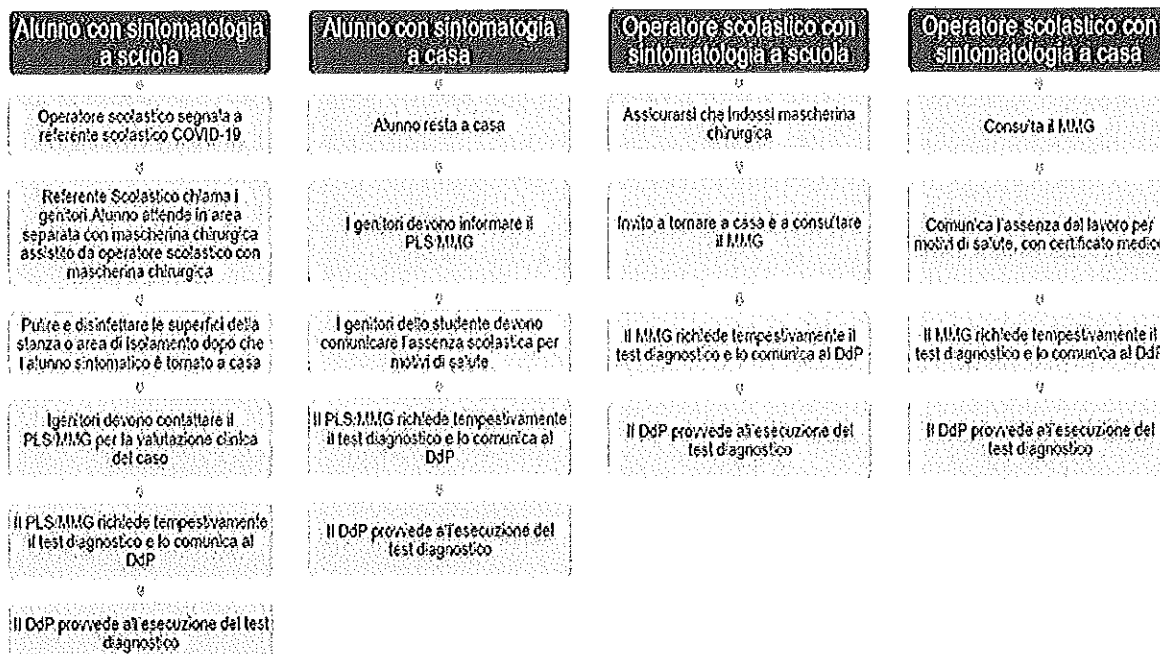 Alunno con sintomatologia
a scuola
Operatore scolastico segnala a
referente scolastico COVID-19
Referente Scolastico chiama i
genitori Alunno attende in area
separata con mascherina chirurgica
assistito da operatore scolastico con
mascherina chirurgica
Pulire e disinfettare le superfici della
stanza o area di isolamento dopo che
l'alunno sintomatico è tornato a casa
I genitori devono contattare il
PLS/MMG per la valutazione clinica
del caso
Il PLS/MMG richiede tempestivamente
il test diagnostico e lo comunica al
DdP
Il DdP provvede all'esecuzione del test
diagnostico
Alunno con sintomatogia
a casa
Alunno resta a casa
I genitori devono informare il
PLS/MMG
I genitori dello studente devono
comunicare l'assenza scolastica per
motivi di salute
Il PLS/MMG richiede tempestivamente
il test diagnostico e lo comunica al
DdP
Il DdP provvede all'esecuzione del
test diagnostico
Operatore scolastico con
sintomatologia a scuola
Assicurarsi che indossi mascherina
chirurgica
Invito a tornare a casa e a consultare
il MMG
Il MMG richiede tempestivamente il
test diagnostico e lo comunica al DdP
Il DdP provvede all'esecuzione del
test diagnostico
Operatore scolastico con
sintomatologia a casa
Consulta il MMG
Comunica l'assenza dal lavoro per
motivi di salute, con certificato medico
Il MMG richiede tempestivamente il
test diagnostico e lo comunica al DdP
Il DdP provvede all'esecuzione del
test diagnostico